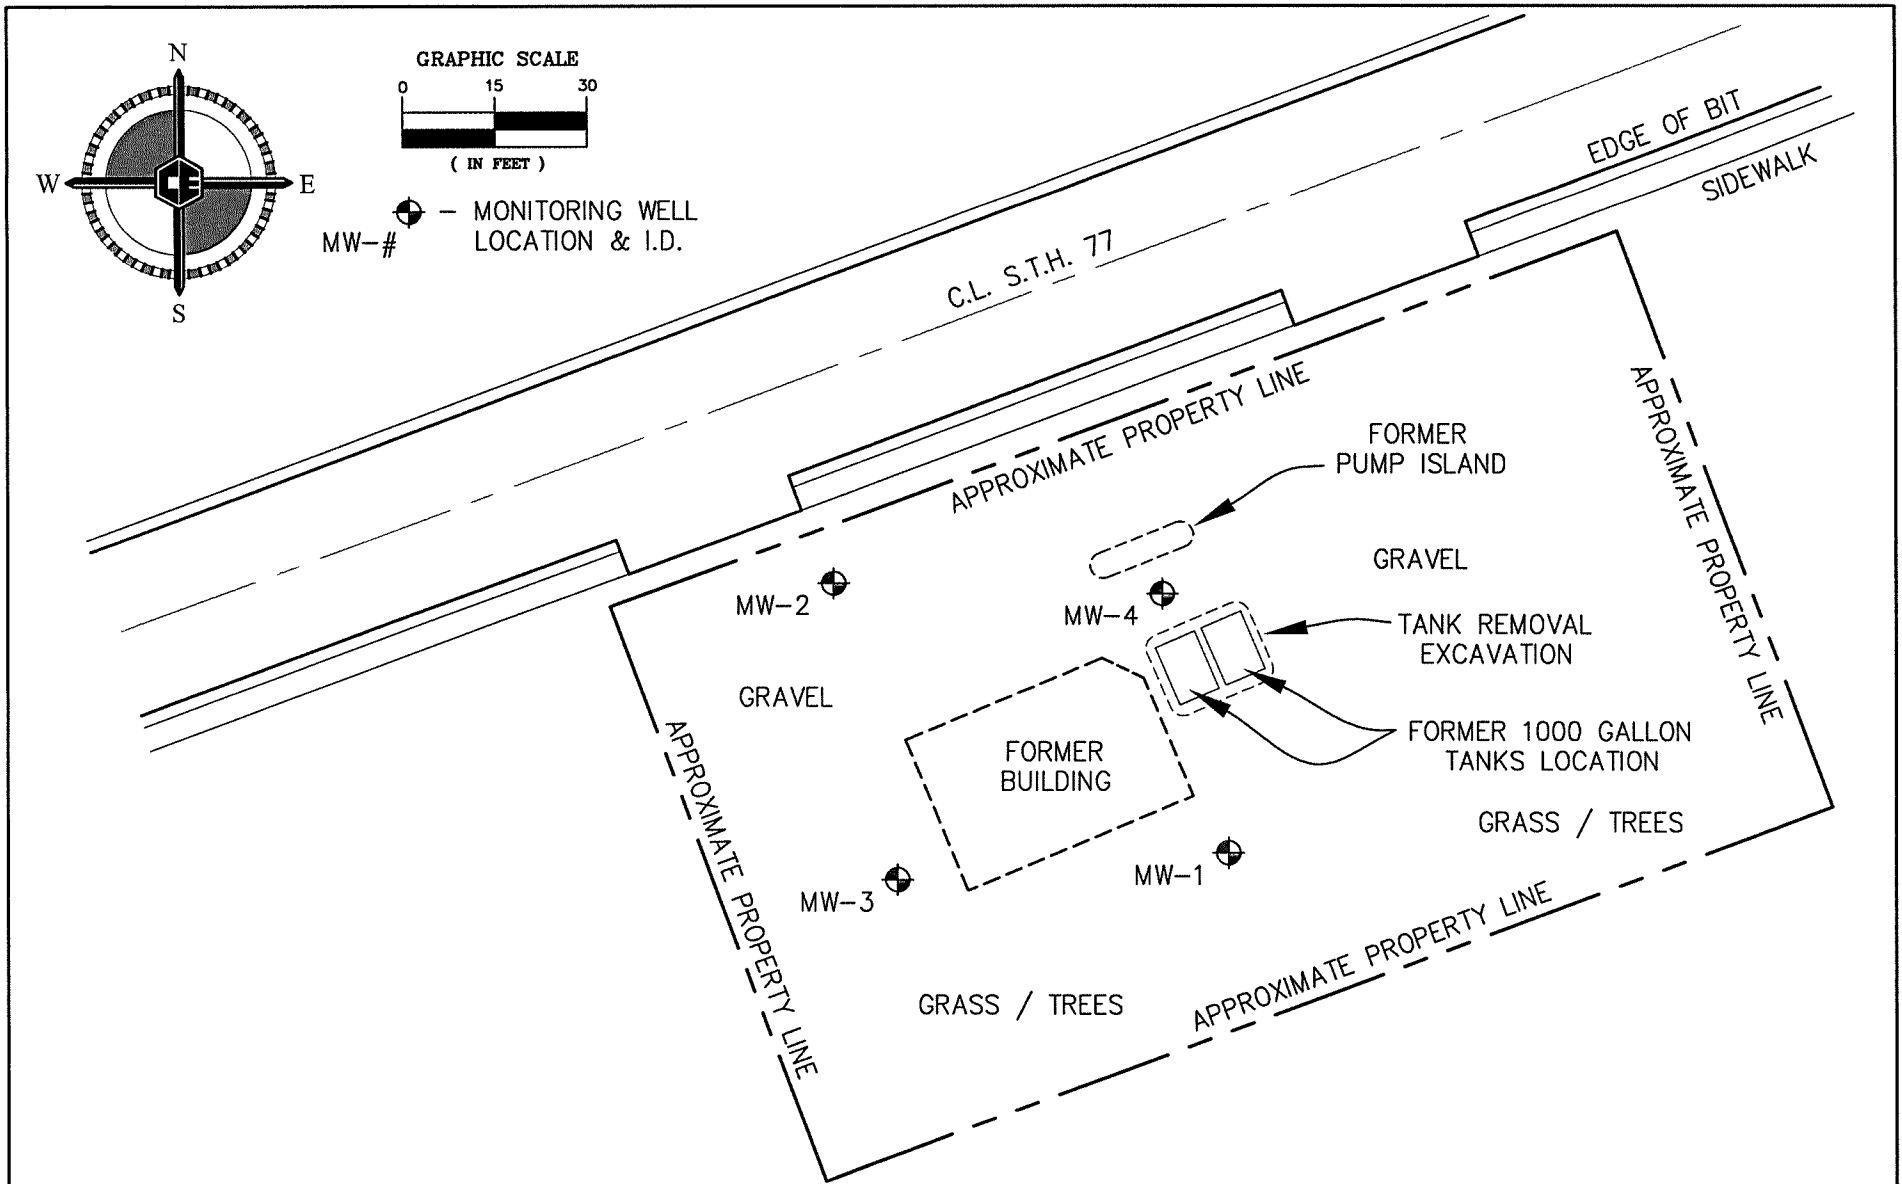 N
W
E
S
GRAPHIC SCALE
0 15 30
( IN FEET )
MW-#
– MONITORING WELL
LOCATION & I.D.
EDGE OF BIT
SIDEWALK
C.L. S.T.H. 77
APPROXIMATE PROPERTY LINE
APPROXIMATE PROPERTY LINE
FORMER
PUMP ISLAND
GRAVEL
MW-2
MW-4
TANK REMOVAL
EXCAVATION
GRAVEL
FORMER 1000 GALLON
TANKS LOCATION
FORMER
BUILDING
GRASS / TREES
APPROXIMATE PROPERTY LINE
MW-3
MW-1
GRASS / TREES
APPROXIMATE PROPERTY LINE